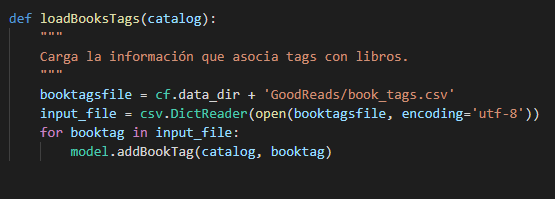 def loadBooksTags(catalog):
    """
    Carga la información que asocia tags con libros.
    """
    booktagsfile = cf.data_dir + 'GoodReads/book_tags.csv'
    input_file = csv.DictReader(open(booktagsfile, encoding='utf-8'))
    for booktag in input_file:
        model.addBookTag(catalog, booktag)